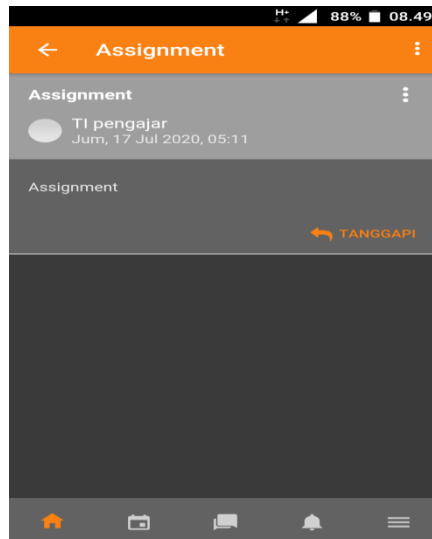 H+ 88% 08.49
Assignment
Assignment
TI pengajar
Jum, 17 Jul 2020, 05:11
Assignment
TANGGAPI